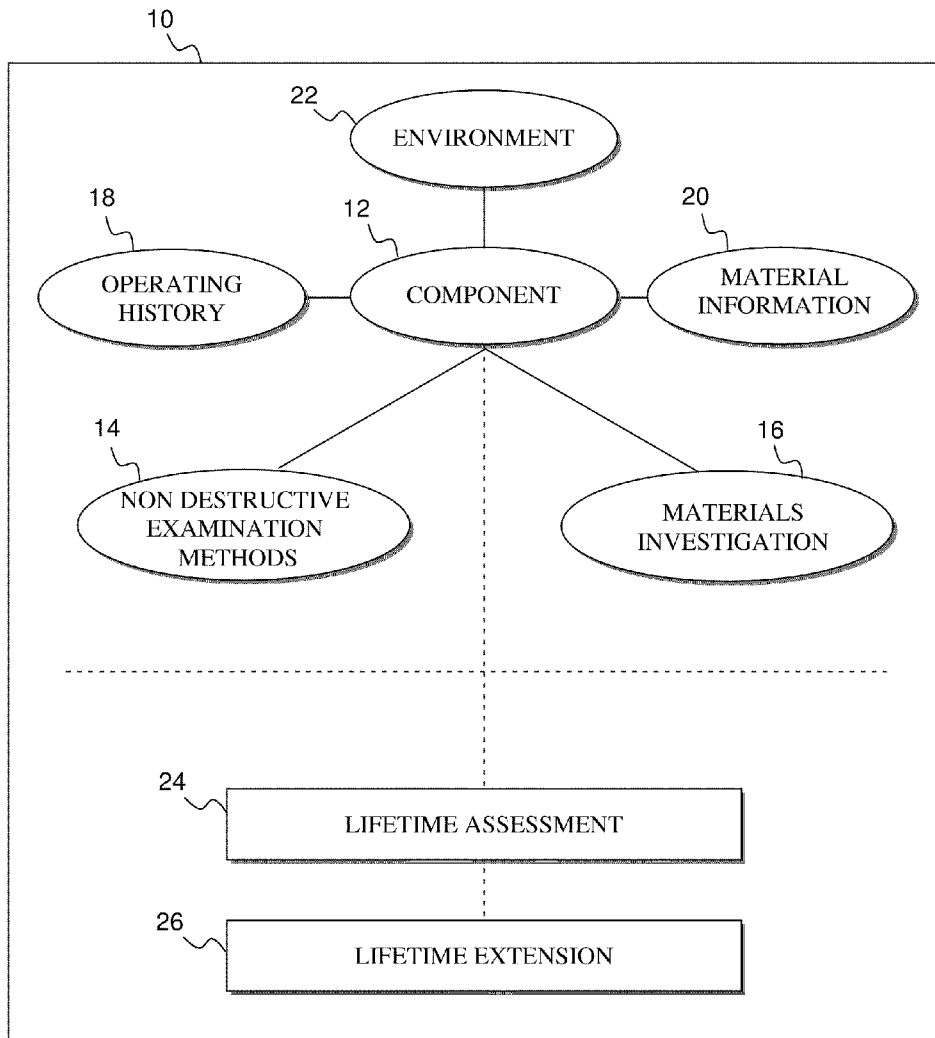 10
22
ENVIRONMENT
18
12
20
OPERATING
HISTORY
COMPONENT
MATERIAL
INFORMATION
14
16
NON DESTRUCTIVE
EXAMINATION
METHODS
MATERIALS
INVESTIGATION
24
LIFETIME ASSESSMENT
26
LIFETIME EXTENSION